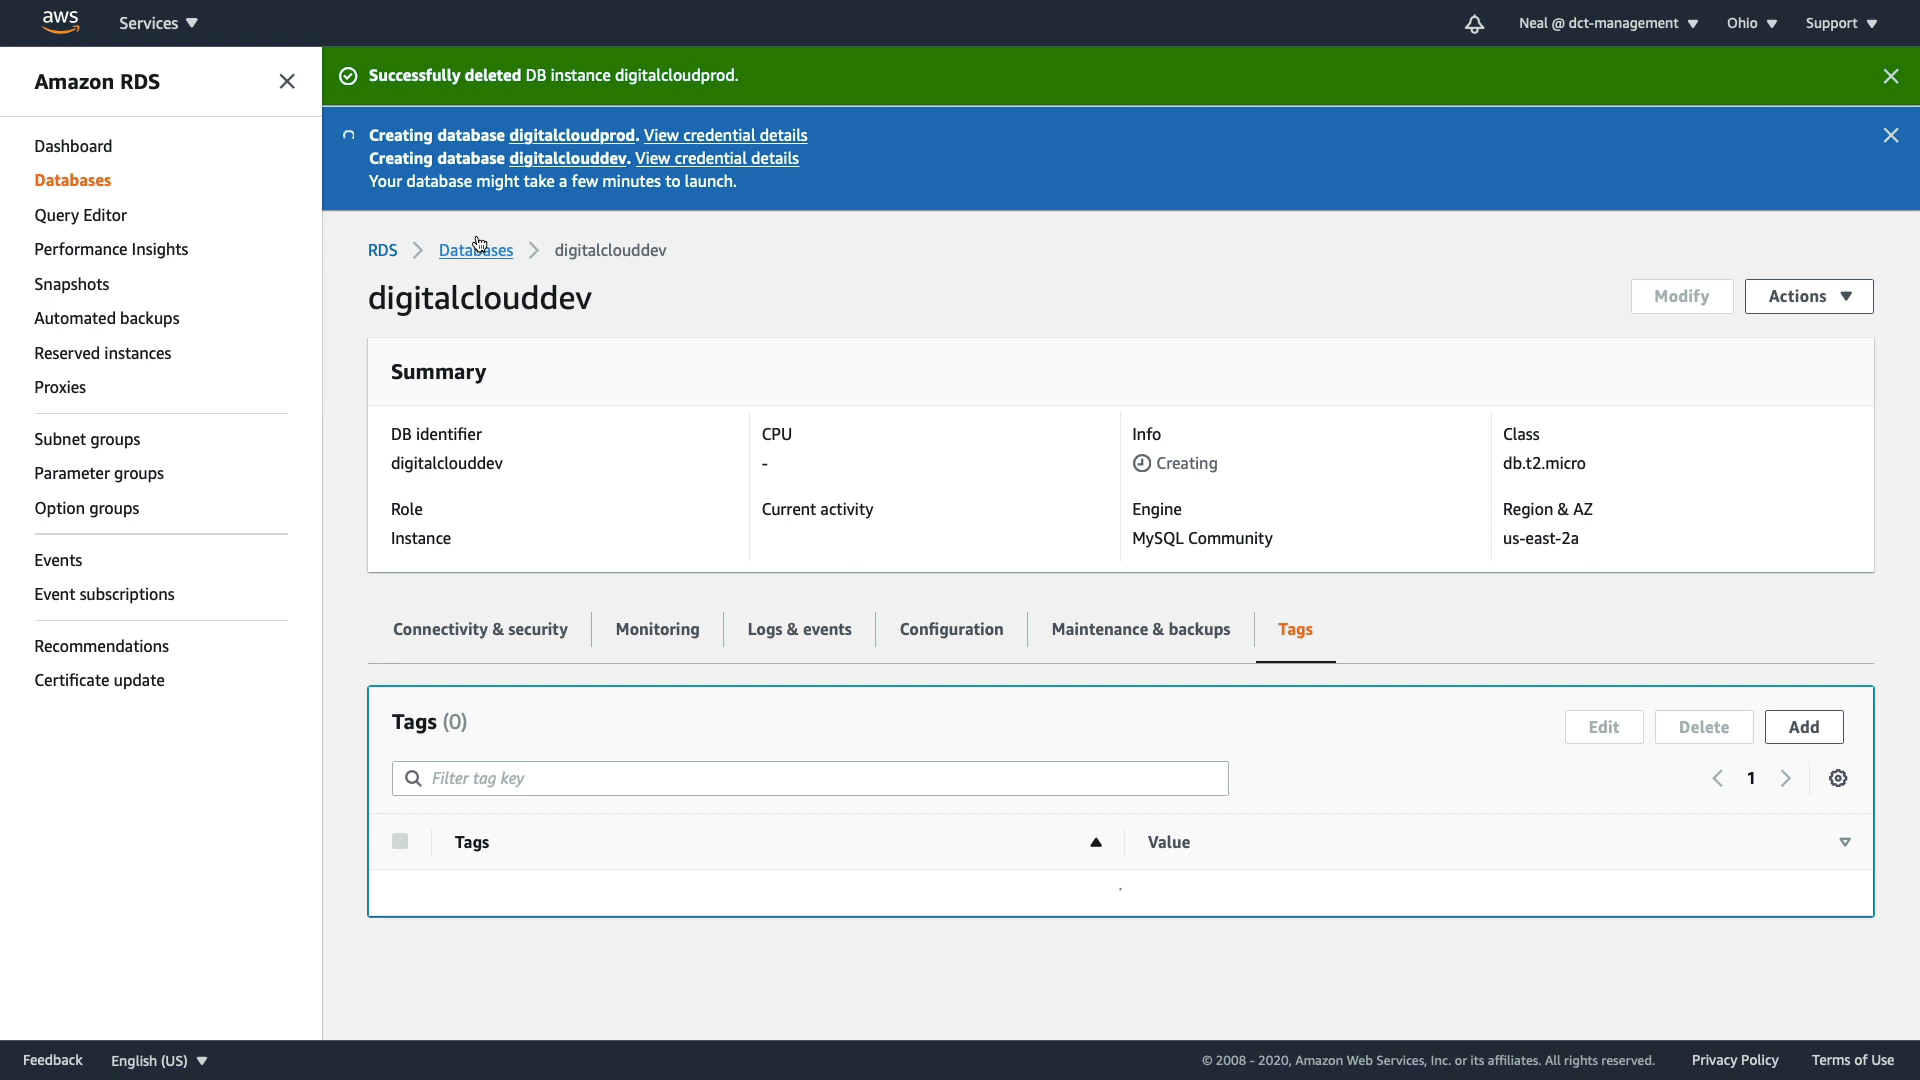 aws Services Neal @ dct-management Ohio Support
Amazon RDS
Dashboard
Databases
Query Editor
Performance Insights
Snapshots
Automated backups
Reserved instances
Proxies
Subnet groups
Parameter groups
Option groups
Events
Event subscriptions
Recommendations
Certificate update
Successfully deleted DB instance digitalcloudprod.
Creating database digitalcloudprod. View credential details
Creating database digitalclouddev. View credential details
Your database might take a few minutes to launch.
RDS Databases digitalclouddev
digitalclouddev
Modify Actions
Summary
DB identifier CPU Info Class
digitalclouddev - Creating db.t2.micro
Role Current activity Engine Region & AZ
Instance MySQL Community us-east-2a
Connectivity & security Monitoring Logs & events Configuration Maintenance & backups Tags
Tags (0) Edit Delete Add
Filter tag key 1
Tags Value
Feedback English (US) © 2008 - 2020, Amazon Web Services, Inc. or its affiliates. All rights reserved. Privacy Policy Terms of Use